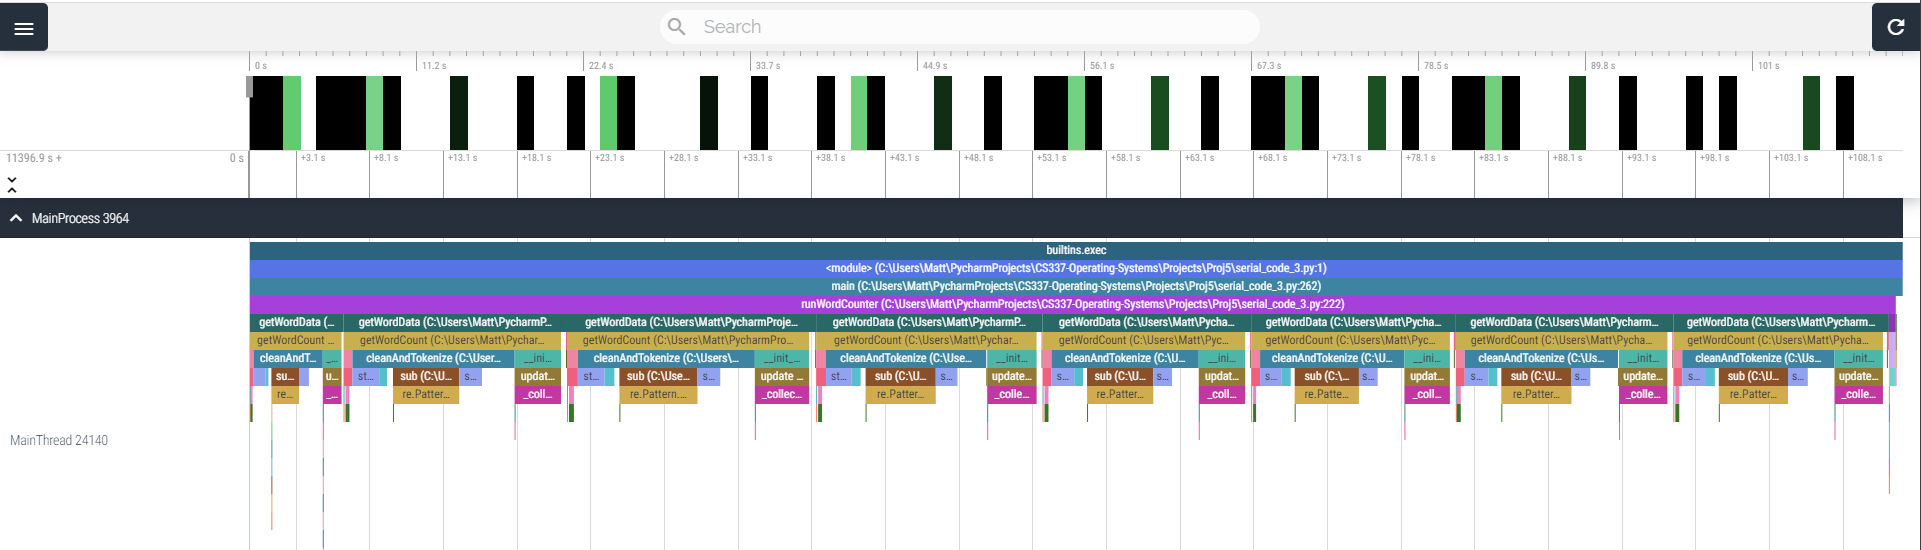 Search
0 s 11.2 s 22.4 s 33.7 s 44.9 s 56.1 s 67.3 s 78.5 s 89.8 s 101 s
11396.9 s + 0 s +3.1 s +8.1 s +13.1 s +18.1 s +23.1 s +28.1 s +33.1 s +38.1 s +43.1 s +48.1 s +53.1 s +58.1 s +63.1 s +68.1 s +73.1 s +78.1 s +83.1 s +88.1 s +93.1 s +98.1 s +103.1 s +108.1 s
MainProcess 3964
builtins.exec
<module> (C:\Users\Matt\PycharmProjects\CS337-Operating-Systems\Projects\Proj5\serial_code_3.py:1)
main (C:\Users\Matt\PycharmProjects\CS337-Operating-Systems\Projects\Proj5\serial_code_3.py:262)
runWordCounter (C:\Users\Matt\PycharmProjects\CS337-Operating-Systems\Projects\Proj5\serial_code_3.py:222)
getWordData (... getWordData (C:\Users\Matt\PycharmP... getWordData (C:\Users\Matt\PycharmProje... getWordData (C:\Users\Matt\PycharmP... getWordData (C:\Users\Matt\Pycha... getWordData (C:\Users\Matt\Pycha... getWordData (C:\Users\Matt\Pycharm... getWordData (C:\Users\Matt\Pycharm...
getWordCount ... getWordCount (C:\Users\Matt\Pychar... getWordCount (C:\Users\Matt\PycharmPro... getWordCount (C:\Users\Matt\Pychar... getWordCount (C:\Users\Matt\Pyc... getWordCount (C:\Users\Matt\Pyc... getWordCount (C:\Users\Matt\Pycha... getWordCount (C:\Users\Matt\Pycha...
cleanAndT... __... cleanAndTokenize (C:\User... __ini... cleanAndTokenize (C:\Users\... __init_... cleanAndTokenize (C:\Use... __init... cleanAndTokenize (C:\U... __ini... cleanAndTokenize (C:\U... __ini... cleanAndTokenize (C:\Us... __init... cleanAndTokenize (C:\Us... __init...
su... u... st... sub (C:\U... s... updat... st... sub (C:\Use... s... update ... st... sub (C:\U... s... update... s... sub (C:\U... s... updat... s... sub (C:\... s... updat... s... sub (C:\U... s... update... s... sub (C:\U... s... update...
re... _... re.Patter... _coll... re.Pattern.... _collec... re.Patter... _colle... re.Patter... _coll... re.Patte... _coll... re.Patter... _colle... re.Patter... _colle...
MainThread 24140